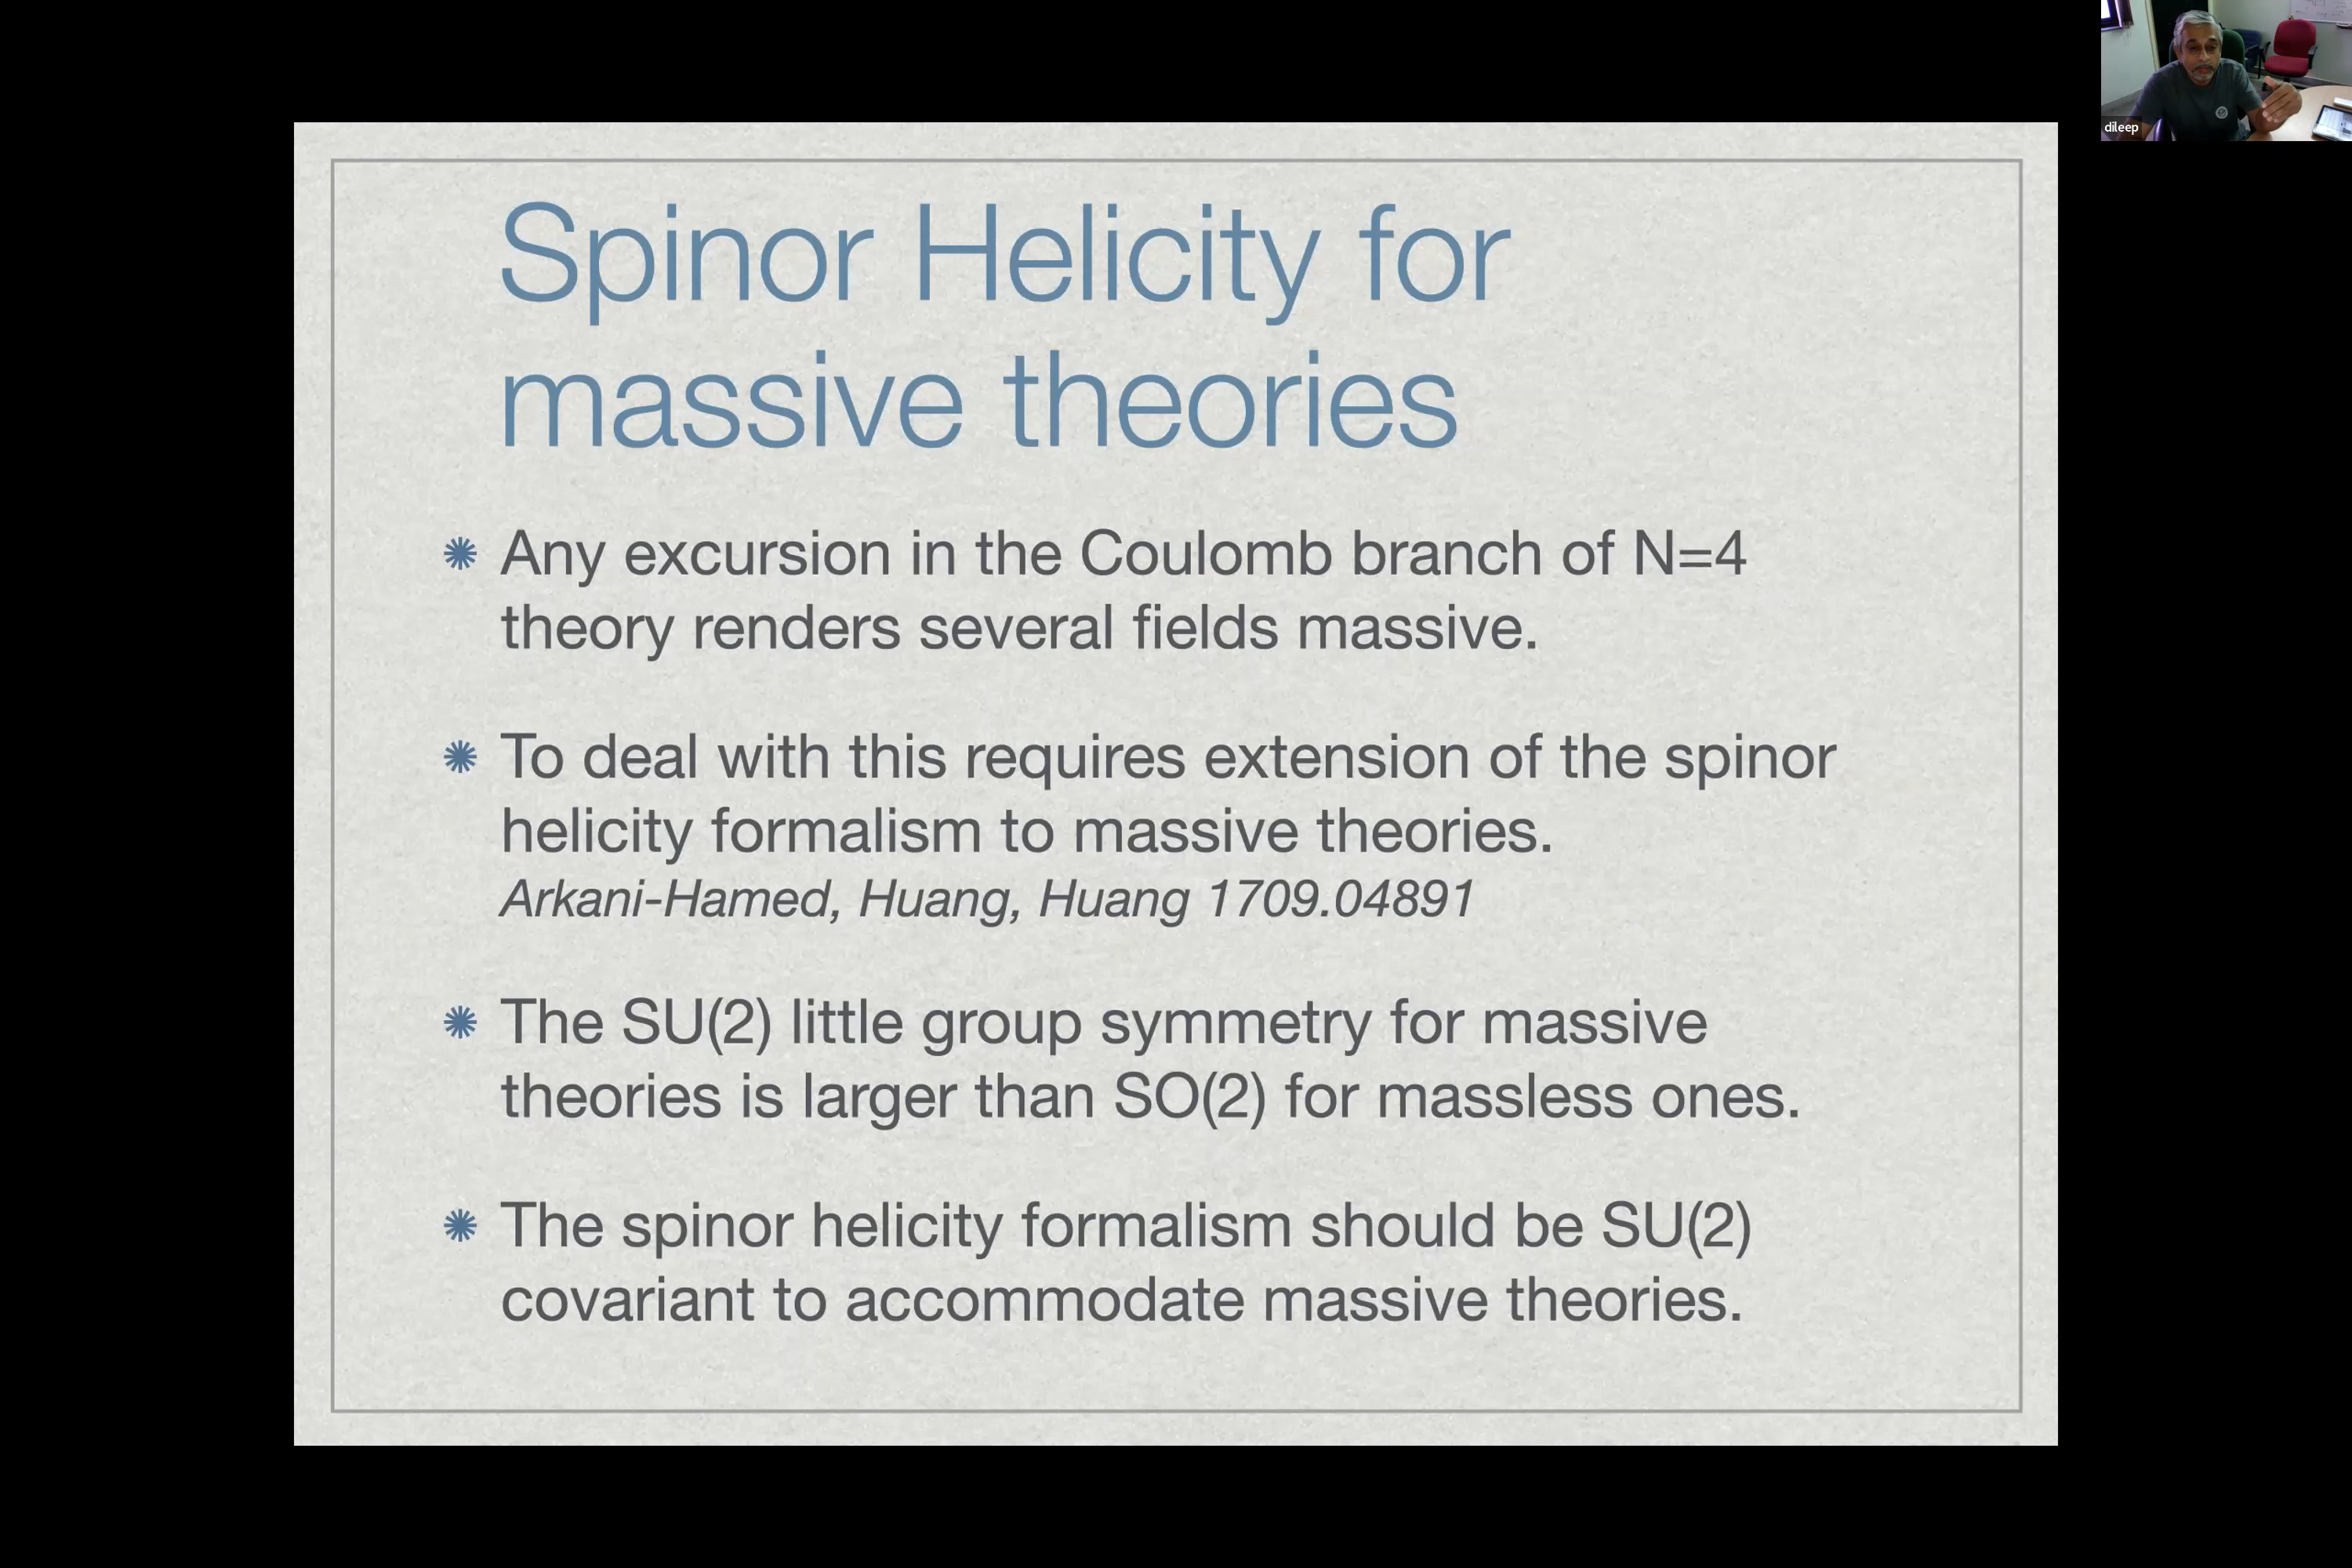 dileep
Spinor Helicity for
massive theories
Any excursion in the Coulomb branch of N=4
theory renders several fields massive.
To deal with this requires extension of the spinor
helicity formalism to massive theories.
Arkani-Hamed, Huang, Huang 1709.04891
The SU(2) little group symmetry for massive
theories is larger than SO(2) for massless ones.
The spinor helicity formalism should be SU(2)
covariant to accommodate massive theories.